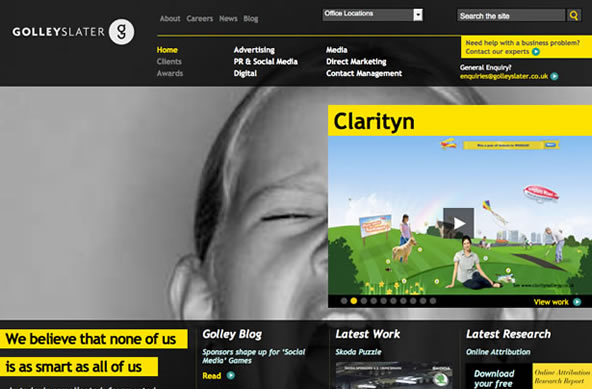 GOLLEYSLATER
About Careers News Blog
Office Locations
Search the site
Home
Clients
Awards
Advertising
PR & Social Media
Digital
Media
Direct Marketing
Contact Management
Need help with a business problem?
Contact our experts
General Enquiry?
enquiries@golleyslater.co.uk
Clarityn
View work
We believe that none of us
is as smart as all of us
Golley Blog
Sponsors shape up for ‘Social
Media’ Games
Read
Latest Work
Skoda Puzzle
Latest Research
Online Attribution
Download
your free
Online Attribution
Research Report